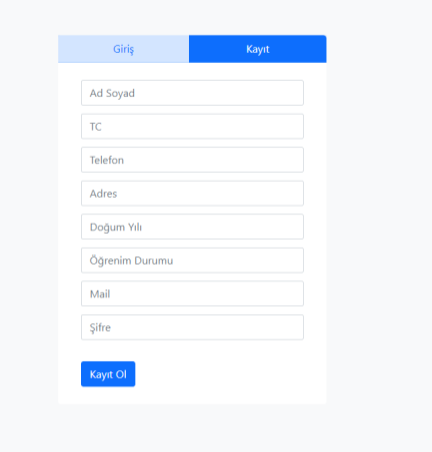 Giriş Kayıt
Ad Soyad
TC
Telefon
Adres
Doğum Yılı
Öğrenim Durumu
Mail
Şifre
Kayıt Ol